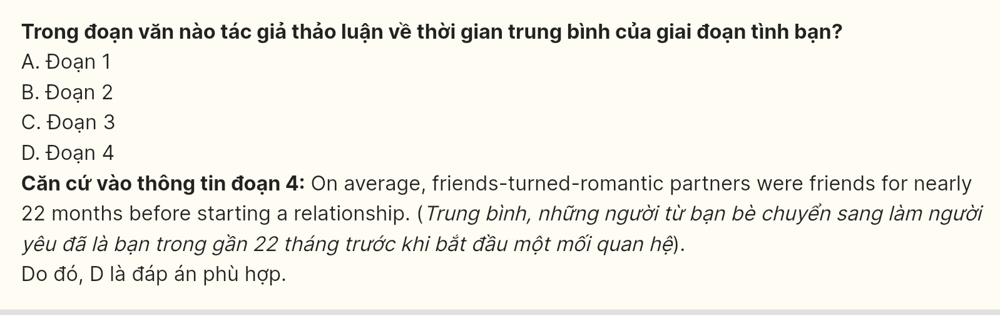 Trong đoạn văn nào tác giả thảo luận về thời gian trung bình của giai đoạn tình bạn?
A. Đoạn 1
B. Đoạn 2
C. Đoạn 3
D. Đoạn 4
Căn cứ vào thông tin đoạn 4: On average, friends-turned-romantic partners were friends for nearly
22 months before starting a relationship. (Trung bình, những người từ bạn bè chuyển sang làm người
yêu đã là bạn trong gần 22 tháng trước khi bắt đầu một mối quan hệ).
Do đó, D là đáp án phù hợp.